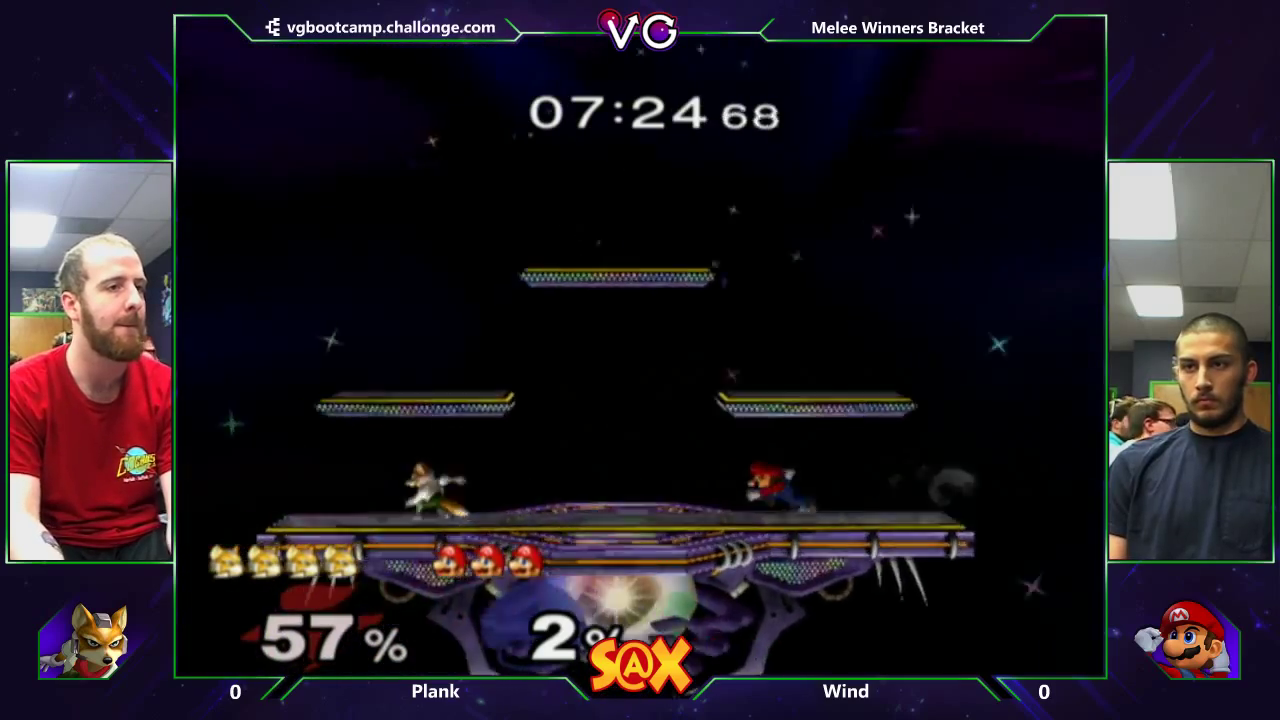 vgbootcamp.challonge.com
VG
Melee Winners Bracket
07:24 68
57%
2%
S@X
0
Plank
Wind
0